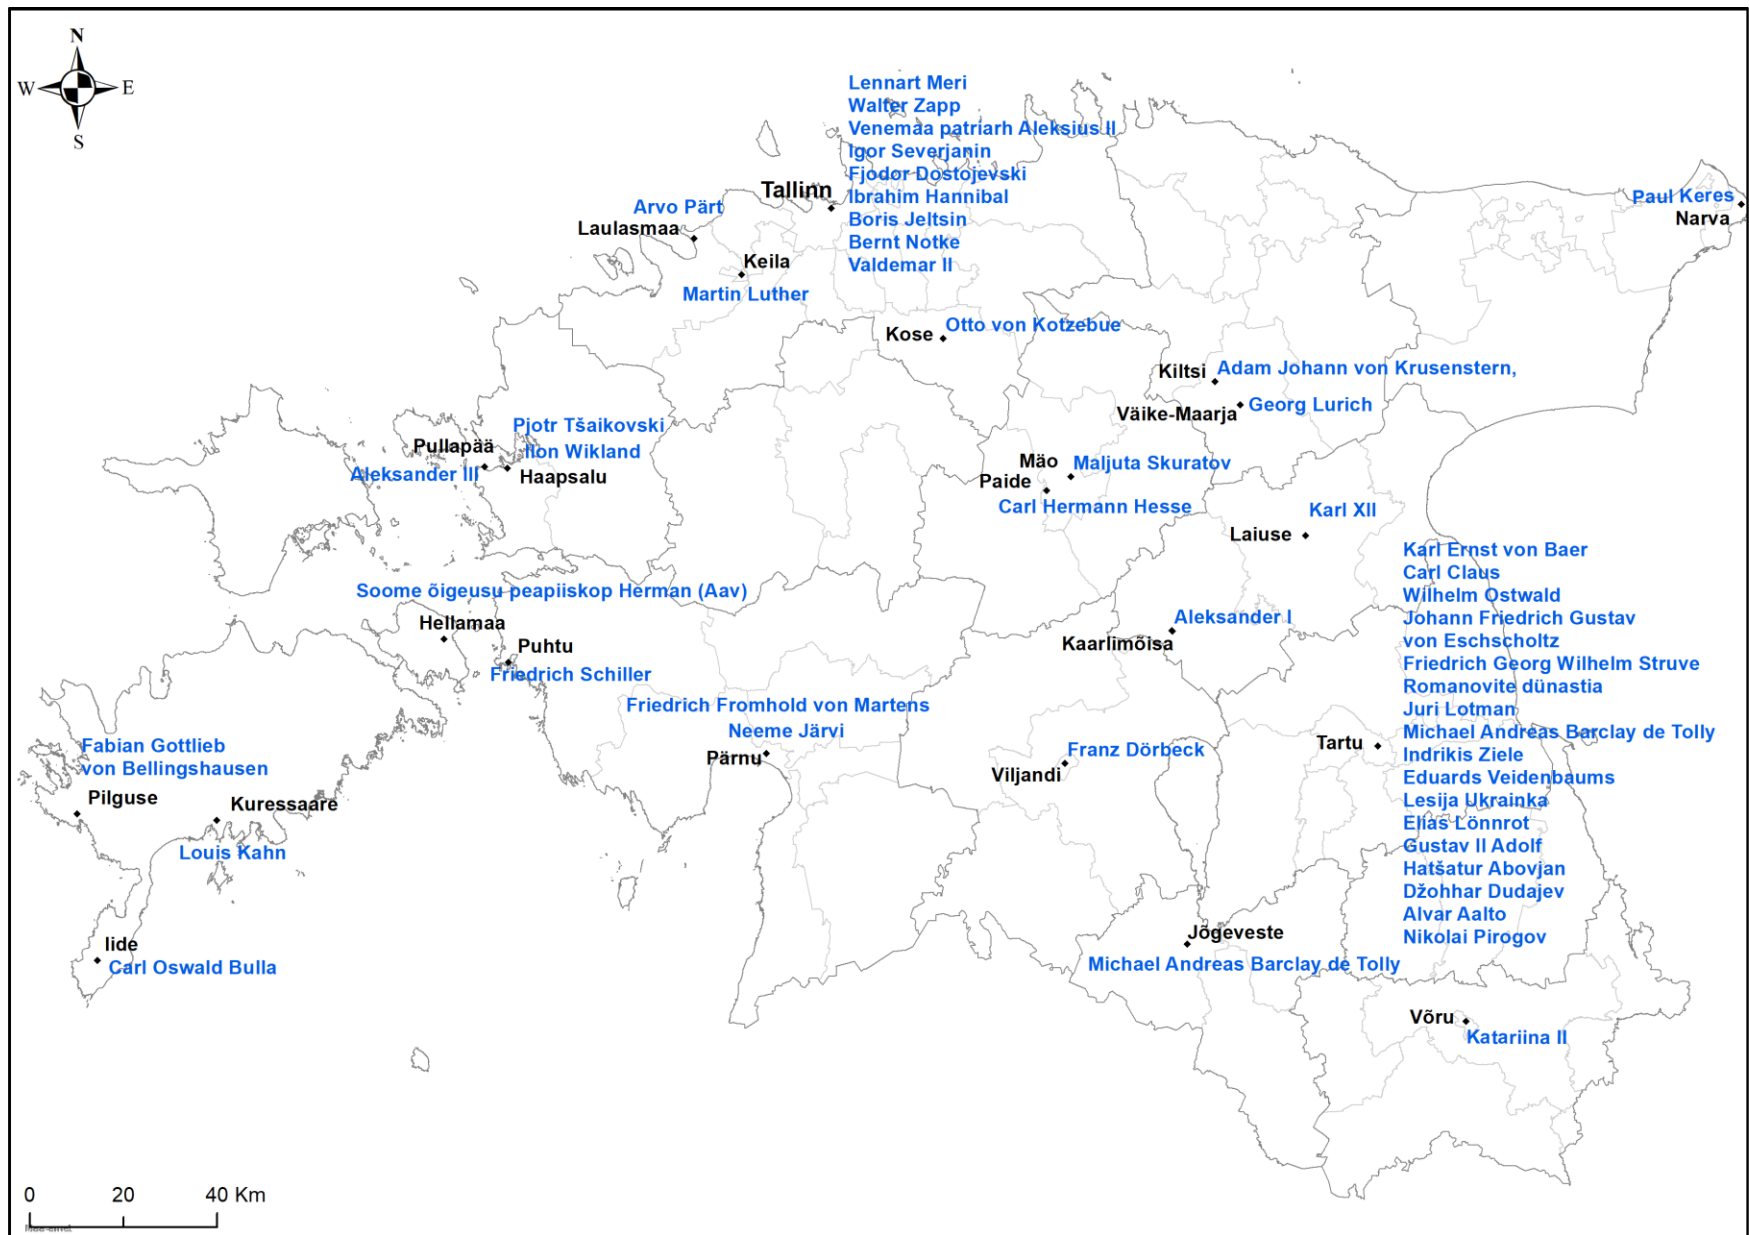 N
W
E
S
Lennart Meri
Walter Zapp
Venemaa patriarh Aleksius II
Igor Severjanin
Fjodor Dostojevski
Ibrahim Hannibal
Boris Jeltsin
Bernt Notke
Valdemar II
Tallinn
Arvo Pärt
Laulasmaa
Keila
Martin Luther
Paul Keres
Narva
Kose
Otto von Kotzebue
Kiltsi
Adam Johann von Krusenstern,
Väike-Maarja
Georg Lurich
Pjotr Tšaikovski
Ilon Wikland
Pullapää
Aleksander III
Haapsalu
Mäo
Maljuta Skuratov
Paide
Carl Hermann Hesse
Karl XII
Laiuse
Karl Ernst von Baer
Carl Claus
Wilhelm Ostwald
Johann Friedrich Gustav
von Eschscholtz
Friedrich Georg Wilhelm Struve
Romanovite dünastia
Juri Lotman
Michael Andreas Barclay de Tolly
Indrikis Ziele
Eduards Veidenbaums
Lesija Ukrainka
Elias Lönnrot
Gustav II Adolf
Hatšatur Abovjan
Džohhar Dudajev
Alvar Aalto
Nikolai Pirogov
Tartu
Soome õigeusu peapiiskop Herman (Aav)
Hellamaa
Puhtu
Friedrich Schiller
Aleksander I
Kaarlimõisa
Friedrich Fromhold von Martens
Neeme Järvi
Pärnu
Franz Dörbeck
Viljandi
Fabian Gottlieb
von Bellingshausen
Pilguse
Kuressaare
Louis Kahn
Iide
Carl Oswald Bulla
Jõgeveste
Michael Andreas Barclay de Tolly
Võru
Katariina II
0 20 40 Km